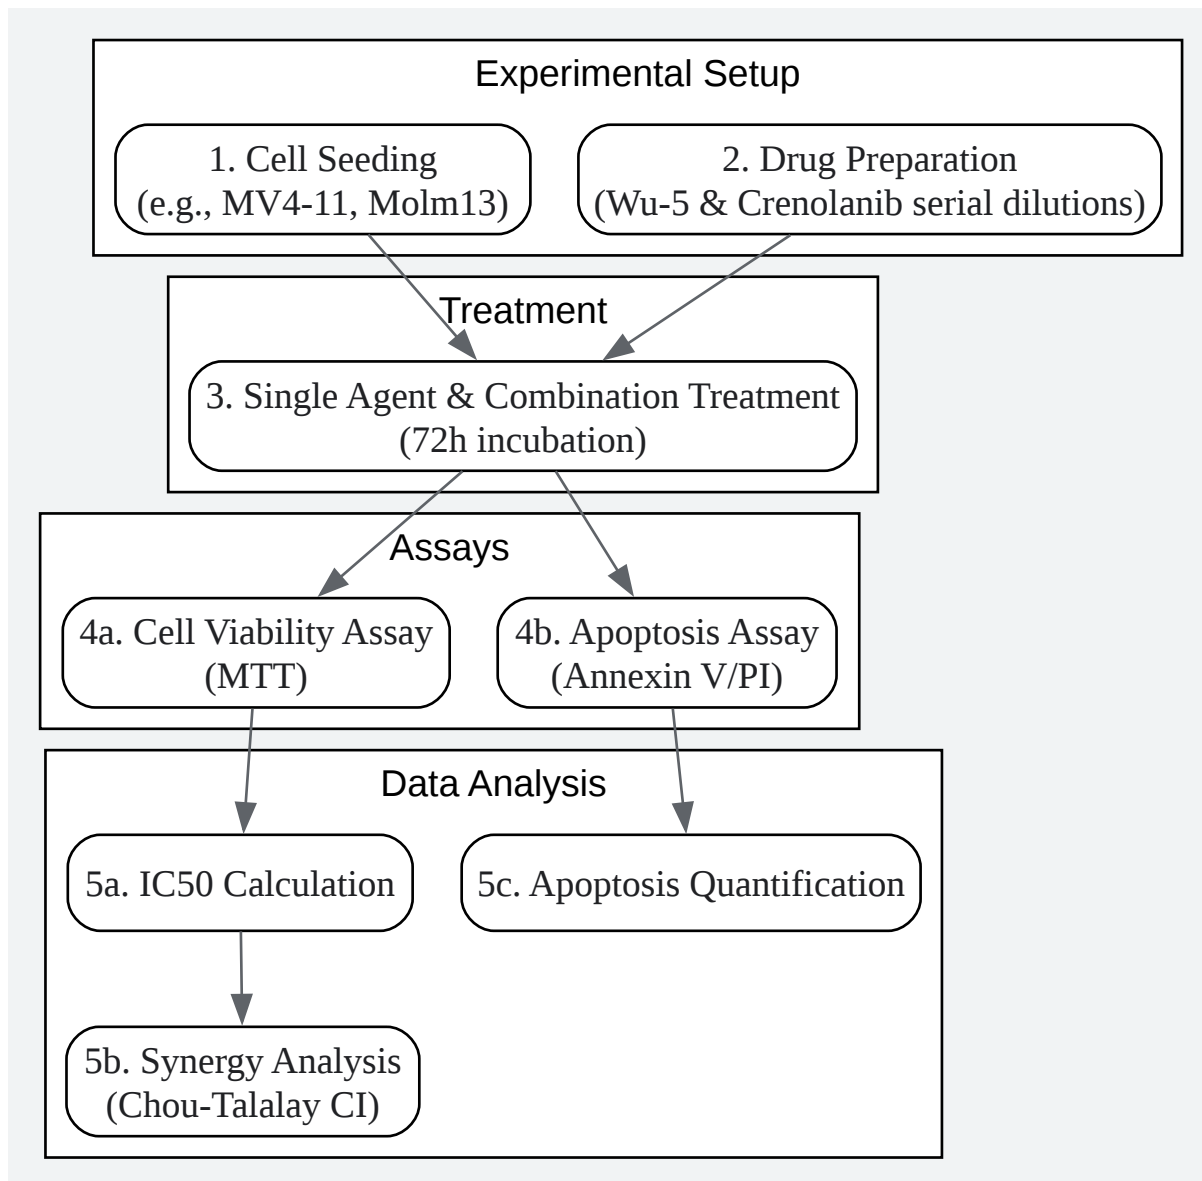 Experimental Setup
1. Cell Seeding
(e.g., MV4-11, Molm13)
2. Drug Preparation
(Wu-5 & Crenolanib serial dilutions)
Treatment
3. Single Agent & Combination Treatment
(72h incubation)
Assays
4a. Cell Viability Assay
(MTT)
4b. Apoptosis Assay
(Annexin V/PI)
Data Analysis
5a. IC50 Calculation
5c. Apoptosis Quantification
5b. Synergy Analysis
(Chou-Talalay CI)